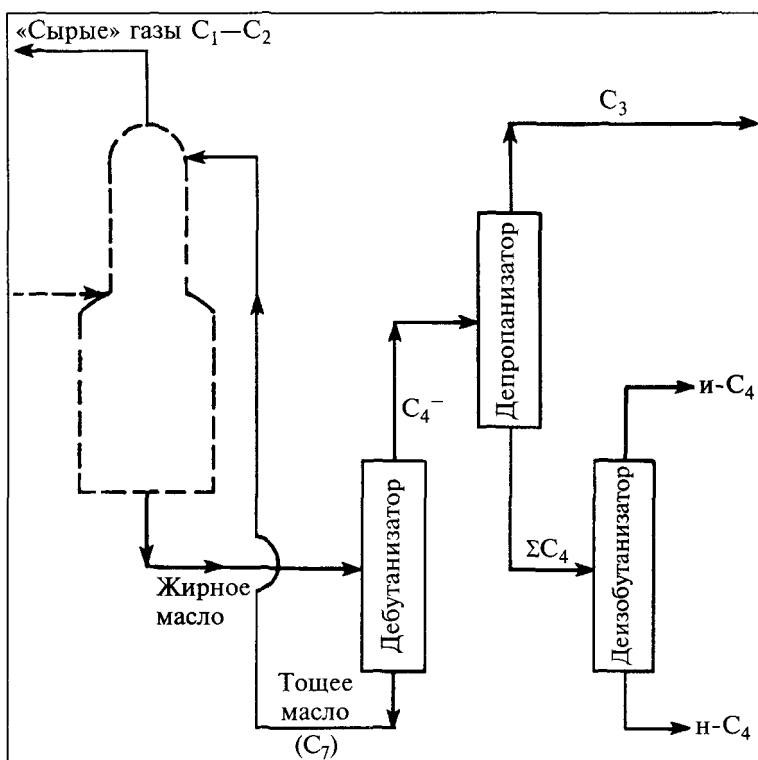 «Сырые» газы C₁—C₂
C₃
Депропанизатор
и-C₄
C₄⁻
Дебутанизатор
ΣC₄
Деизобутанизатор
Жирное
масло
Тощее
масло
(C₇)
н-C₄